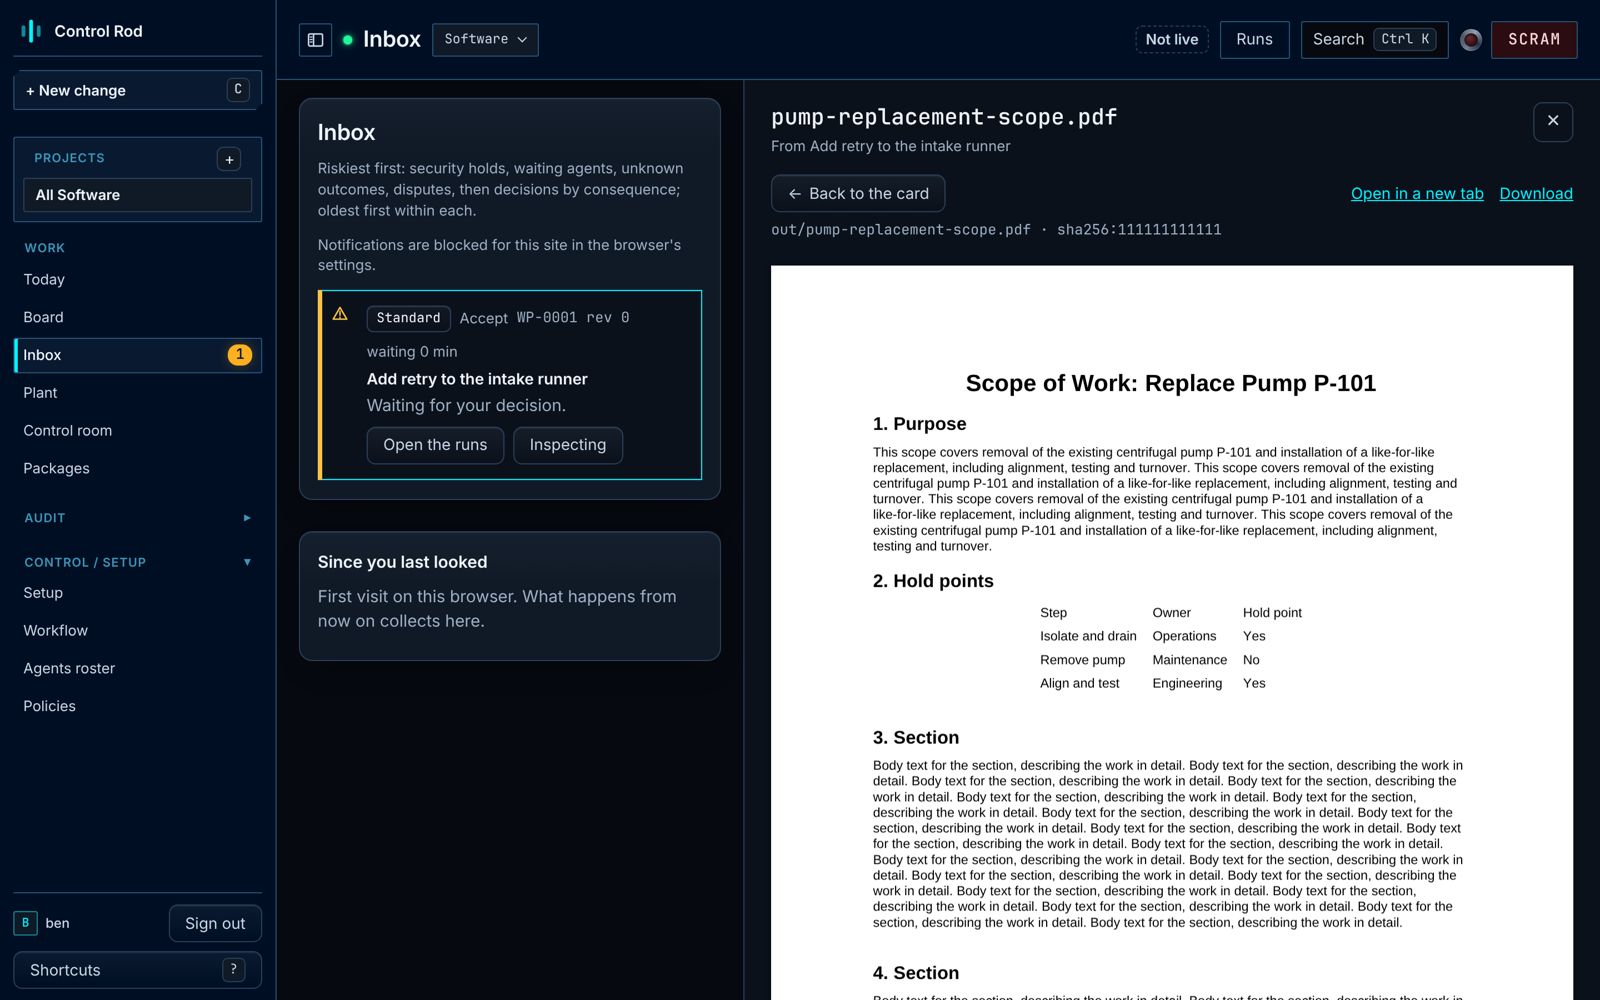 Control Rod
+ New change C
PROJECTS +
All Software
WORK
Today
Board
Inbox 1
Plant
Control room
Packages
AUDIT
CONTROL / SETUP
Setup
Workflow
Agents roster
Policies
B ben Sign out
Shortcuts ?
Inbox Software
Not live Runs Search Ctrl K SCRAM
Inbox
Riskiest first: security holds, waiting agents, unknown
outcomes, disputes, then decisions by consequence;
oldest first within each.
Notifications are blocked for this site in the browser's
settings.
Standard Accept WP-0001 rev 0
waiting 0 min
Add retry to the intake runner
Waiting for your decision.
Open the runs Inspecting
Since you last looked
First visit on this browser. What happens from
now on collects here.
pump-replacement-scope.pdf
From Add retry to the intake runner
← Back to the card Open in a new tab Download
out/pump-replacement-scope.pdf · sha256:111111111111
Scope of Work: Replace Pump P-101
1. Purpose
This scope covers removal of the existing centrifugal pump P-101 and installation of a like-for-like
replacement, including alignment, testing and turnover. This scope covers removal of the existing
centrifugal pump P-101 and installation of a like-for-like replacement, including alignment, testing and
turnover. This scope covers removal of the existing centrifugal pump P-101 and installation of a
like-for-like replacement, including alignment, testing and turnover. This scope covers removal of the
existing centrifugal pump P-101 and installation of a like-for-like replacement, including alignment,
testing and turnover.
2. Hold points
Step Owner Hold point
Isolate and drain Operations Yes
Remove pump Maintenance No
Align and test Engineering Yes
3. Section
Body text for the section, describing the work in detail. Body text for the section, describing the work in
detail. Body text for the section, describing the work in detail. Body text for the section, describing the
work in detail. Body text for the section, describing the work in detail. Body text for the section,
describing the work in detail. Body text for the section, describing the work in detail. Body text for the
section, describing the work in detail. Body text for the section, describing the work in detail. Body text
for the section, describing the work in detail. Body text for the section, describing the work in detail.
Body text for the section, describing the work in detail. Body text for the section, describing the work in
detail. Body text for the section, describing the work in detail. Body text for the section, describing the
work in detail. Body text for the section, describing the work in detail. Body text for the section,
describing the work in detail. Body text for the section, describing the work in detail. Body text for the
section, describing the work in detail. Body text for the section, describing the work in detail.
4. Section
Body text for the section, describing the work in detail. Body text for the section, describing the work in